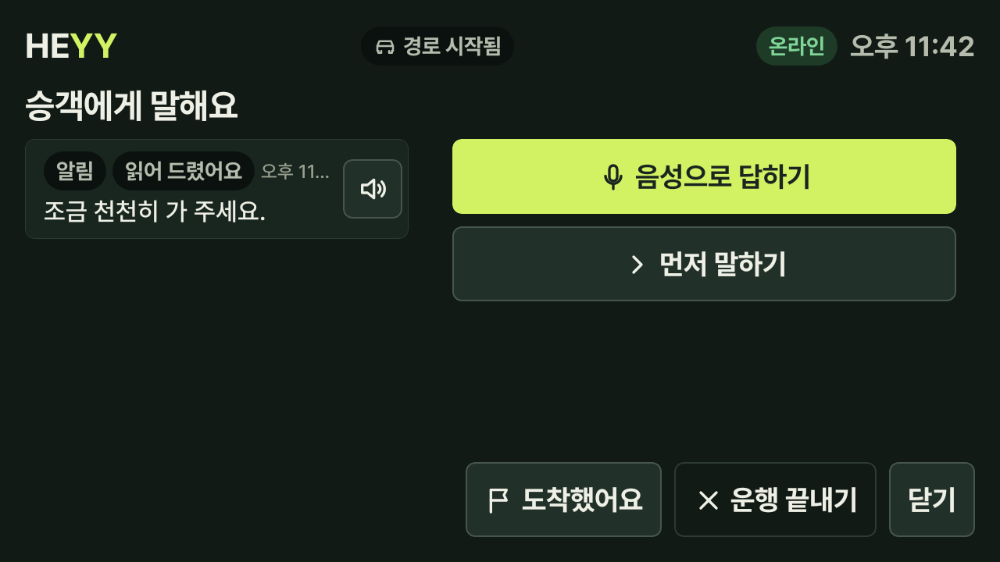 HEYY
경로 시작됨
온라인 오후 11:42
승객에게 말해요
알림 읽어 드렸어요 오후 11...
조금 천천히 가 주세요.
음성으로 답하기
먼저 말하기
도착했어요
운행 끝내기
닫기